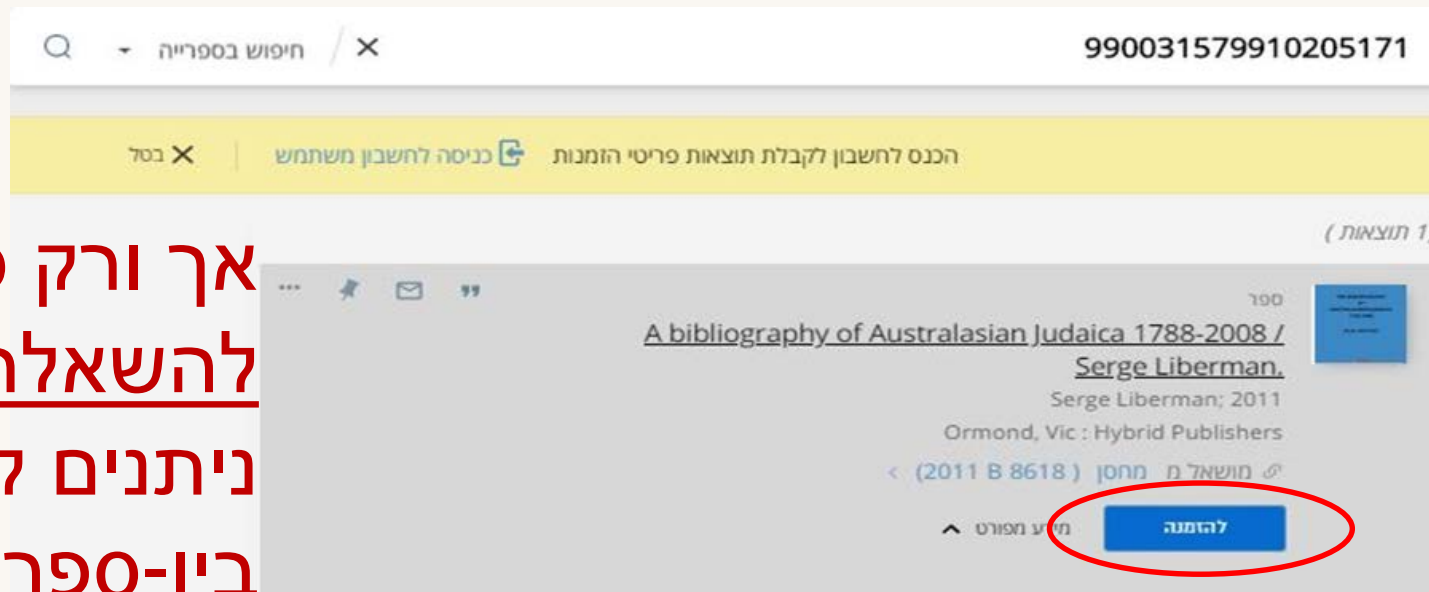 990031579910205171 × / חיפוש בספרייה
הכנס לחשבון לקבלת תוצאות פריטי הזמנות כניסה לחשבון משתמש | × בטל
1 תוצאות )
ספר
A bibliography of Australasian Judaica 1788-2008 /
Serge Liberman.
Serge Liberman; 2011
Ormond, Vic : Hybrid Publishers
מושאל מ מחסן ( 2011 B 8618) >
להזמנה מידע מפורט
אך ורק
להשאלה
ניתנים
בין-ספר